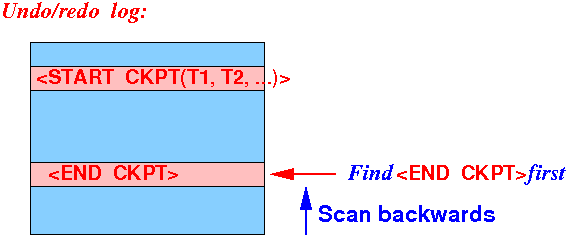 Undo/redo log:
<START CKPT(T1, T2, ...)>
<END CKPT>
Find <END CKPT> first
Scan backwards